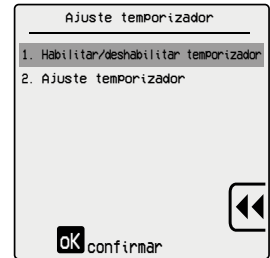 Ajuste temporizador
1. Habilitar/deshabilitar temporizador
2. Ajuste temporizador
OK confirmar